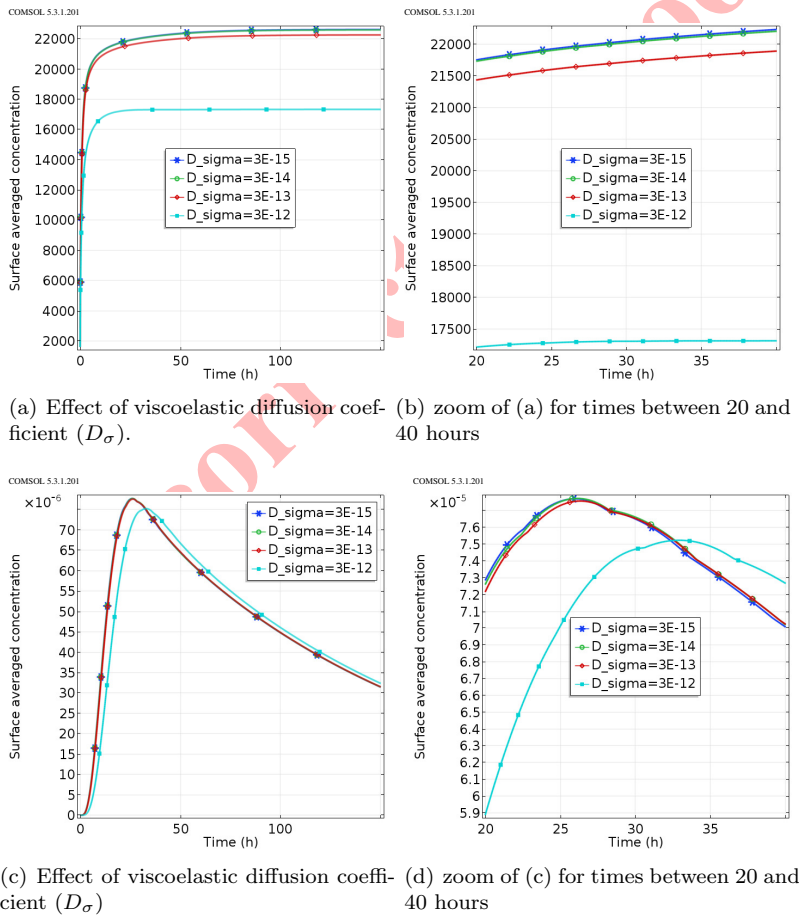 COMSOL 5.3.1.201
22000
20000
18000
16000
14000
12000
10000
8000
6000
4000
2000
0
50
100
Time (h)
Surface averaged concentration
D_sigma=3E-15
D_sigma=3E-14
D_sigma=3E-13
D_sigma=3E-12
COMSOL 5.3.1.201
22000
21500
21000
20500
20000
19500
19000
18500
18000
17500
20
25
30
35
Time (h)
Surface averaged concentration
D_sigma=3E-15
D_sigma=3E-14
D_sigma=3E-13
D_sigma=3E-12
(a) Effect of viscoelastic diffusion coef-
ficient (D_σ).
(b) zoom of (a) for times between 20 and
40 hours
COMSOL 5.3.1.201
×10⁻⁶
70
65
60
55
50
45
40
35
30
25
20
15
10
5
0
0
50
100
Time (h)
Surface averaged concentration
D_sigma=3E-15
D_sigma=3E-14
D_sigma=3E-13
D_sigma=3E-12
COMSOL 5.3.1.201
×10⁻⁵
7.6
7.5
7.4
7.3
7.2
7.1
7
6.9
6.8
6.7
6.6
6.5
6.4
6.3
6.2
6.1
6
5.9
20
25
30
35
Time (h)
Surface averaged concentration
D_sigma=3E-15
D_sigma=3E-14
D_sigma=3E-13
D_sigma=3E-12
(c) Effect of viscoelastic diffusion coeffi-
cient (D_σ)
(d) zoom of (c) for times between 20 and
40 hours